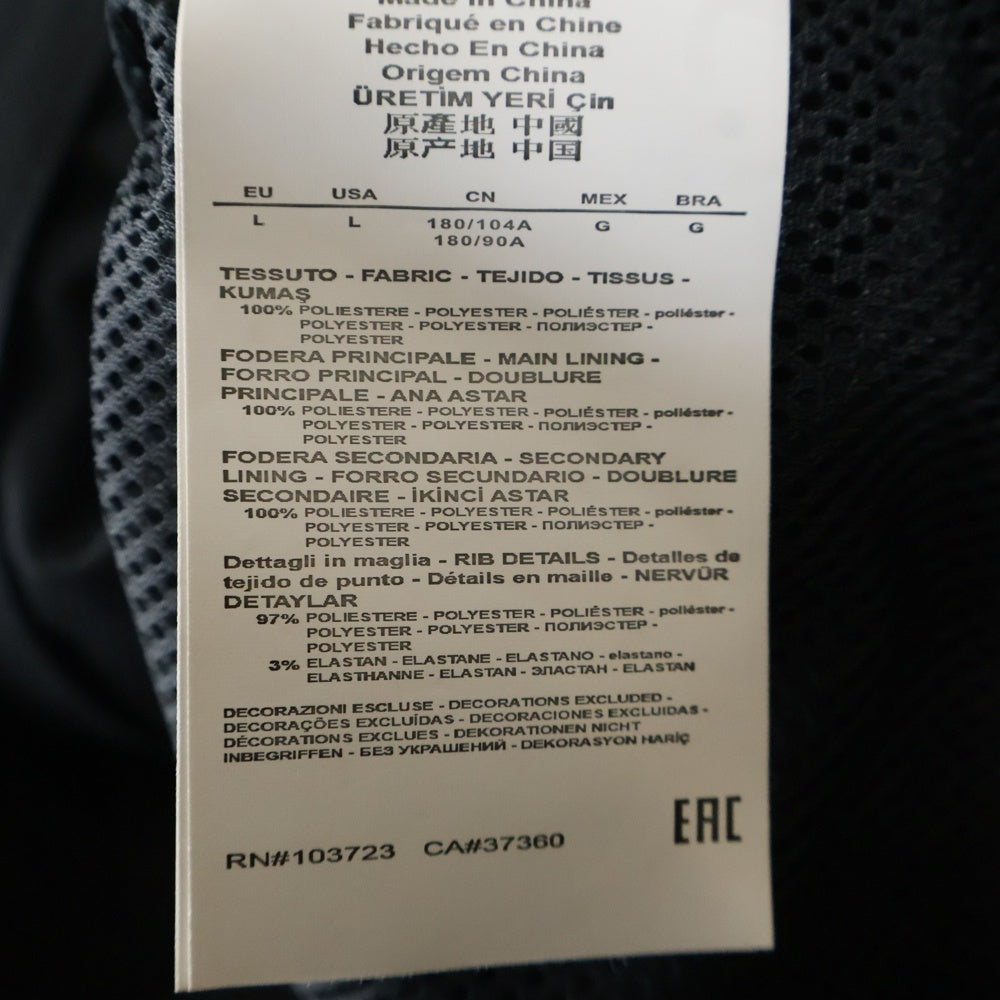 Made in China
Fabriqué en Chine
Hecho En China
Origem China
ÜRETİM YERİ Çin
原產地 中國
原产地 中国
EU USA CN MEX BRA
L L 180/104A G G
180/90A
TESSUTO - FABRIC - TEJIDO - TISSUS -
KUMAŞ
100% POLIESTERE - POLYESTER - POLIÉSTER - poliéster -
POLYESTER - POLYESTER - ПОЛИЭСТЕР -
POLYESTER
FODERA PRINCIPALE - MAIN LINING -
FORRO PRINCIPAL - DOUBLURE
PRINCIPALE - ANA ASTAR
100% POLIESTERE - POLYESTER - POLIÉSTER - poliéster -
POLYESTER - POLYESTER - ПОЛИЭСТЕР -
POLYESTER
FODERA SECONDARIA - SECONDARY
LINING - FORRO SECUNDARIO - DOUBLURE
SECONDAIRE - İKİNCİ ASTAR
100% POLIESTERE - POLYESTER - POLIÉSTER - poliéster -
POLYESTER - POLYESTER - ПОЛИЭСТЕР -
POLYESTER
Dettagli in maglia - RIB DETAILS - Detalles de
tejido de punto - Détails en maille - NERVÜR
DETAYLAR
97% POLIESTERE - POLYESTER - POLIÉSTER - poliéster -
POLYESTER - POLYESTER - ПОЛИЭСТЕР -
POLYESTER
3% ELASTAN - ELASTANE - ELASTANO - elastano -
ELASTHANNE - ELASTAN - ЭЛАСТАН - ELASTAN
DECORAZIONI ESCLUSE - DECORATIONS EXCLUDED -
DECORAÇÕES EXCLUÍDAS - DECORACIONES EXCLUIDAS -
DÉCORATIONS EXCLUES - DEKORATIONEN NICHT
INBEGRIFFEN - БЕЗ УКРАШЕНИЙ - DEKORASYON HARİÇ
EAC
RN#103723 CA#37360